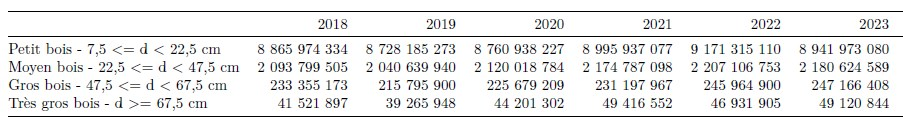 2018 2019 2020 2021 2022 2023
Petit bois - 7,5 <= d < 22,5 cm 8 865 974 334 8 728 185 273 8 760 938 227 8 995 937 077 9 171 315 110 8 941 973 080
Moyen bois - 22,5 <= d < 47,5 cm 2 093 799 505 2 040 639 940 2 120 018 784 2 174 787 098 2 207 106 753 2 180 624 589
Gros bois - 47,5 <= d < 67,5 cm 233 355 173 215 795 900 225 679 209 231 197 967 245 964 900 247 166 408
Très gros bois - d >= 67,5 cm 41 521 897 39 265 948 44 201 302 49 416 552 46 931 905 49 120 844